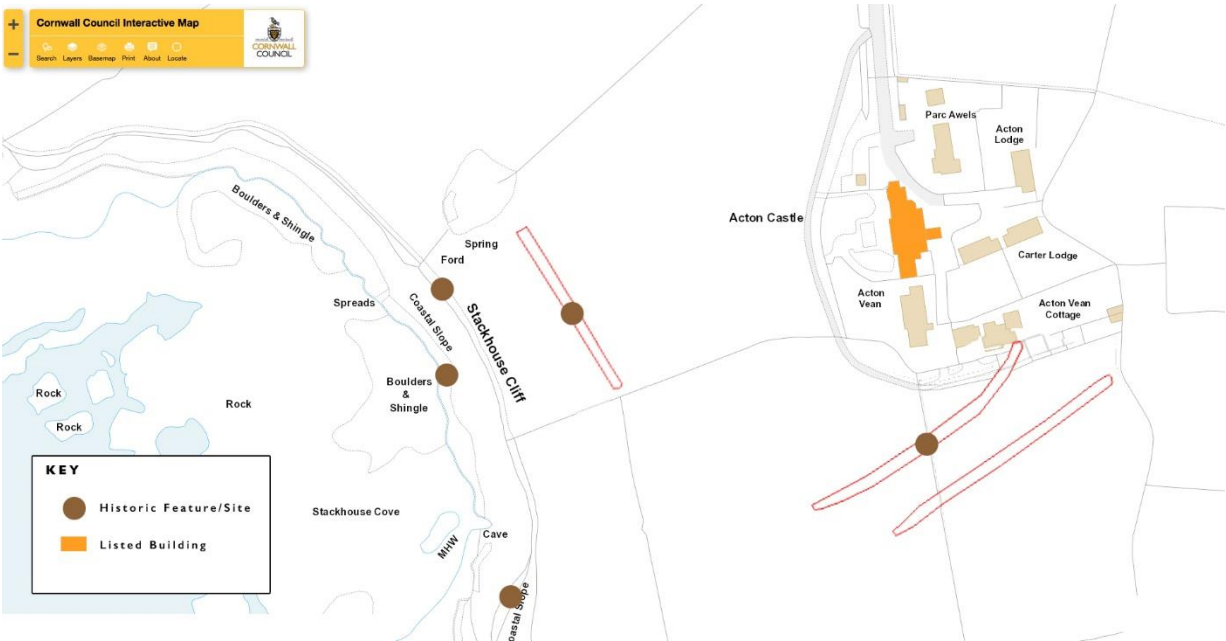 +
−
Cornwall Council Interactive Map
Search Layers Basemap Print About Locate
CORNWALL
COUNCIL
Parc Awels
Acton
Lodge
Boulders & Shingle
Acton Castle
Spring
Ford
Carter Lodge
Acton
Vean
Spreads
Coastal Slope
Stackhouse Cliff
Acton Vean
Cottage
Boulders
&
Shingle
Rock
Rock
Rock
KEY
Historic Feature/Site
Listed Building
Stackhouse Cove
MHW
Cave
oastal Slope